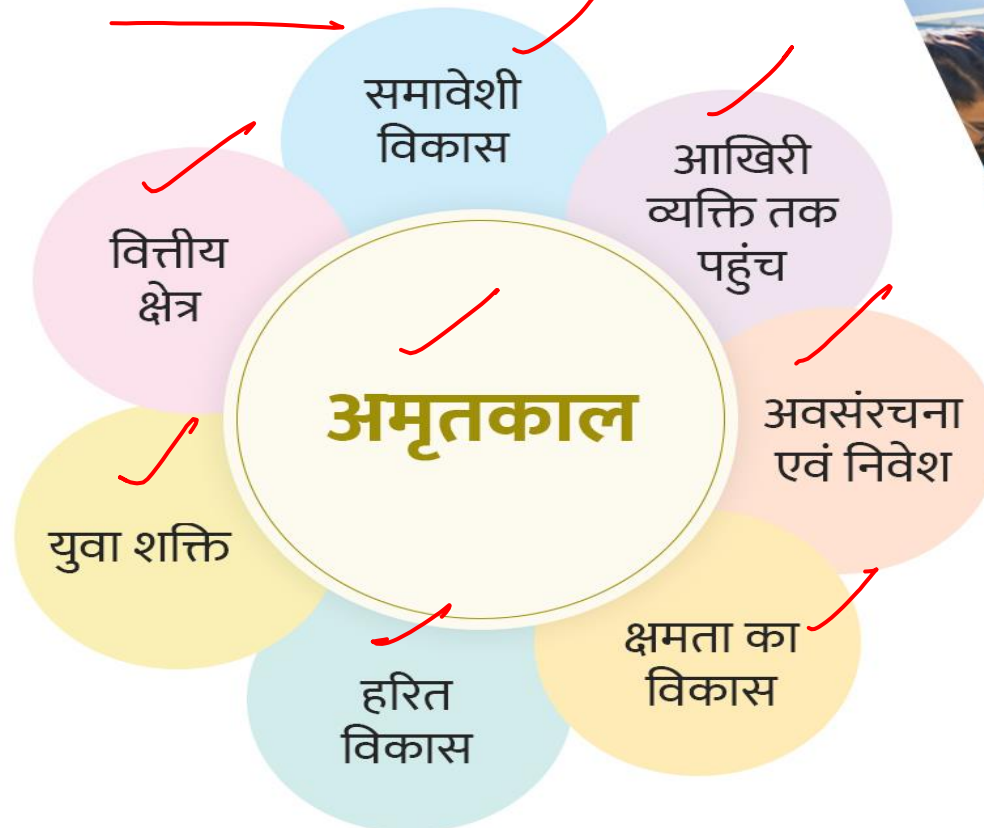 समावेशी
विकास
आखिरी
व्यक्ति तक
पहुंच
अवसंरचना
एवं निवेश
क्षमता का
विकास
हरित
विकास
युवा शक्ति
वित्तीय
क्षेत्र
अमृतकाल